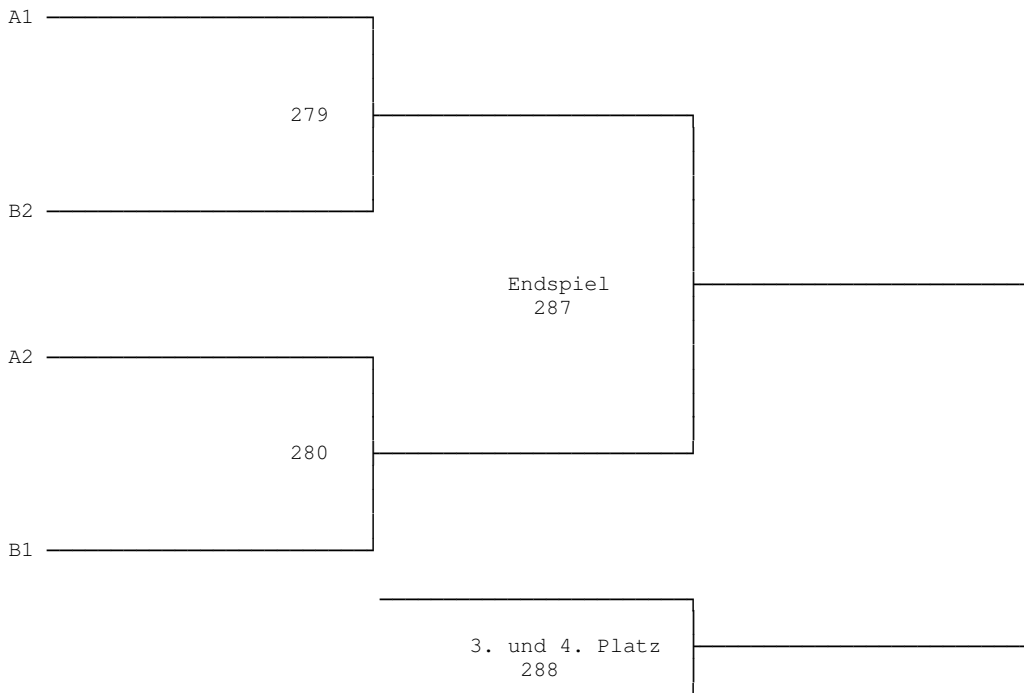 A1
279
B2
Endspiel
287
A2
280
B1
3. und 4. Platz
288